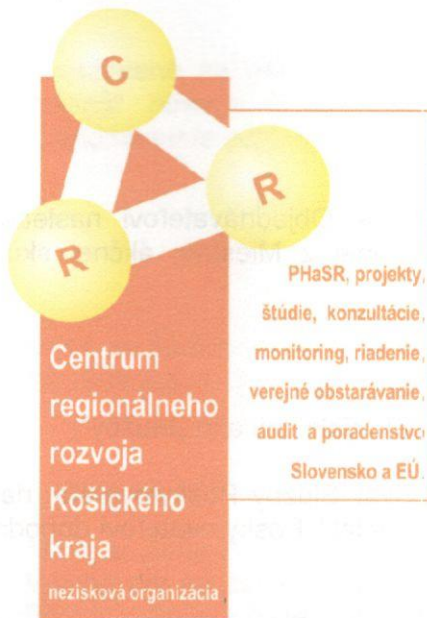 C
R
R
PHaSR, projekty,
štúdie, konzultácie,
monitoring, riadenie,
verejné obstarávanie,
audit a poradenstvo
Slovensko a EÚ.
Centrum
regionálneho
rozvoja
Košického
kraja
nezisková organizácia